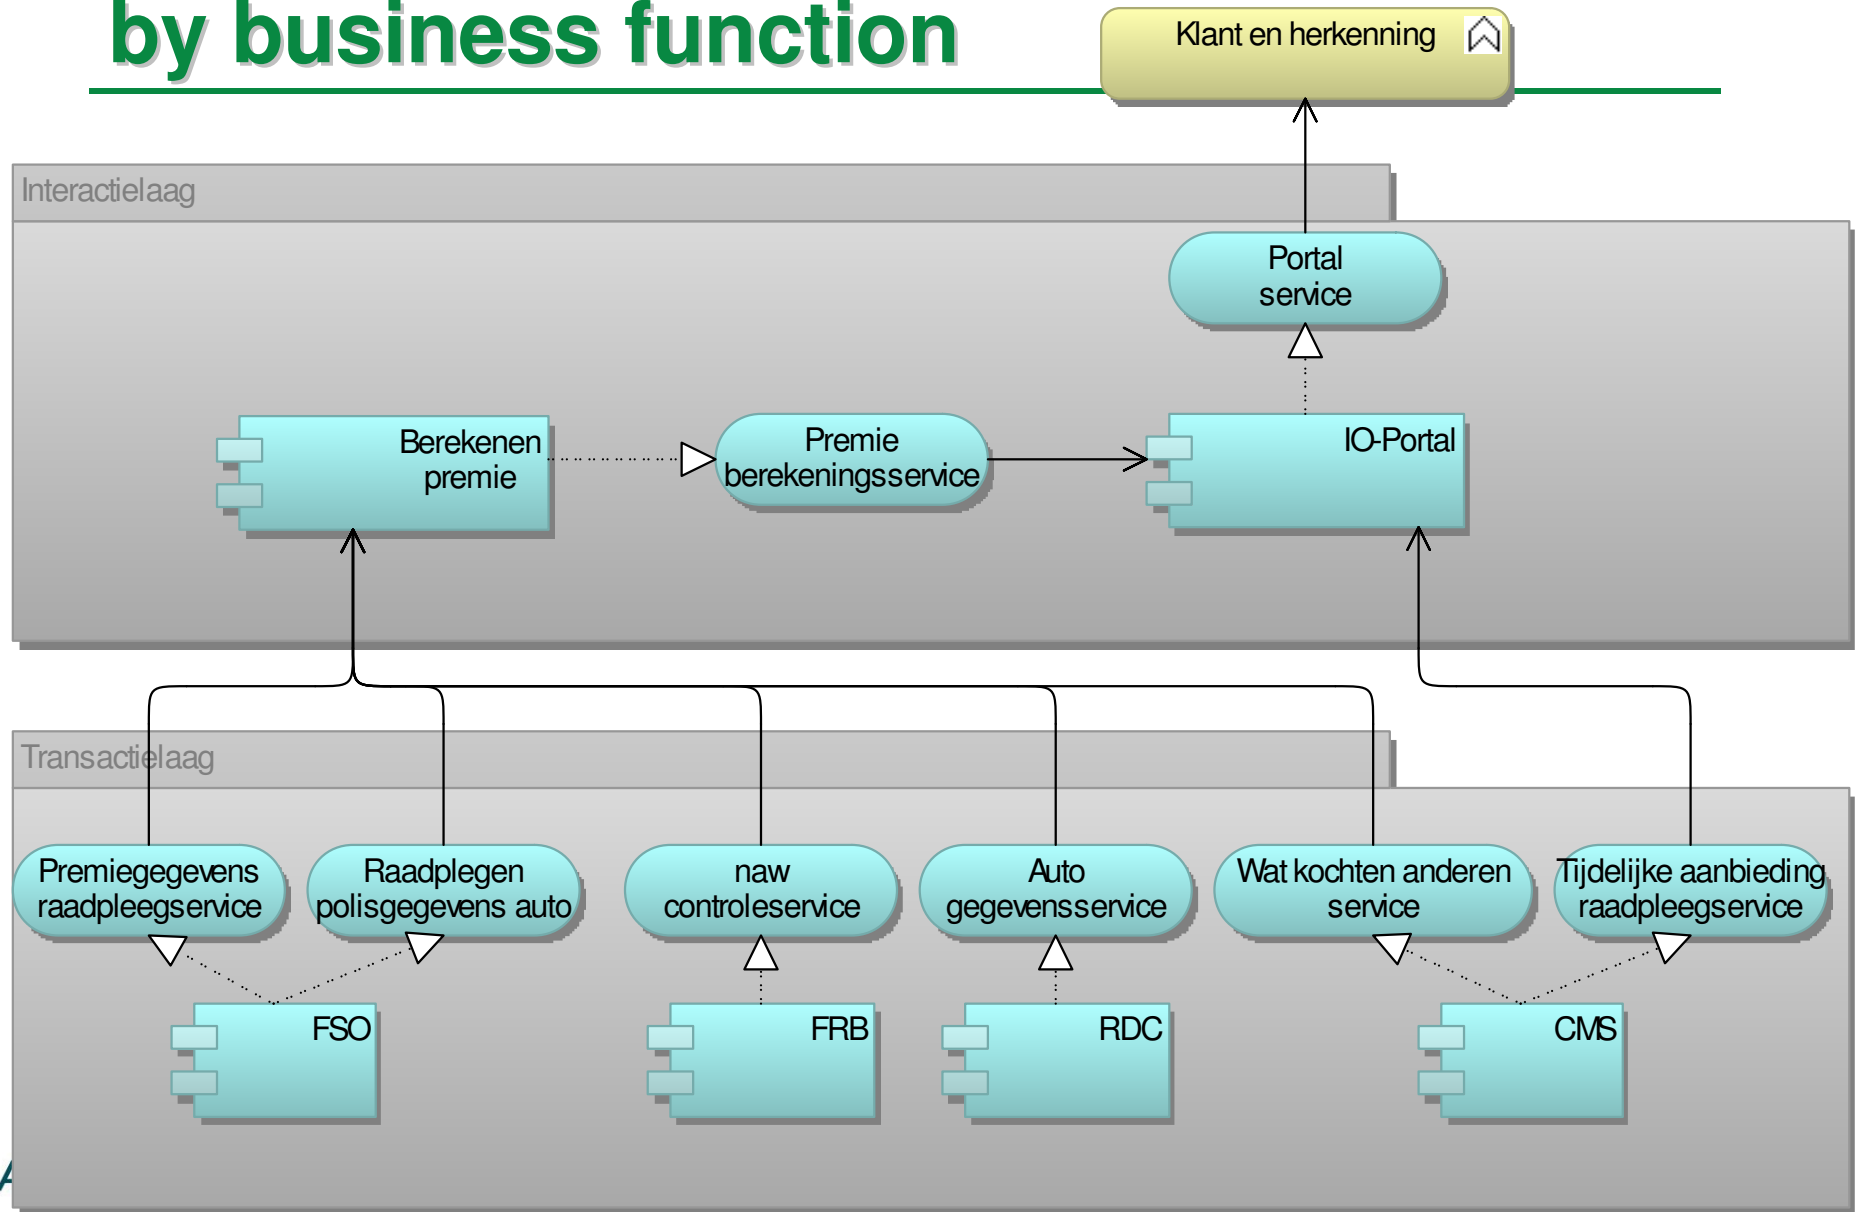 by business function
Klant en herkenning
Interactielaag
Portal
service
Berekenen
premie
Premie
berekeningsservice
IO-Portal
Transactielaag
Premiegegevens
raadpleegservice
Raadplegen
polisgegevens auto
naw
controleservice
Auto
gegevensservice
Wat kochten anderen
service
Tijdelijke aanbieding
raadpleegservice
FSO
FRB
RDC
CMS